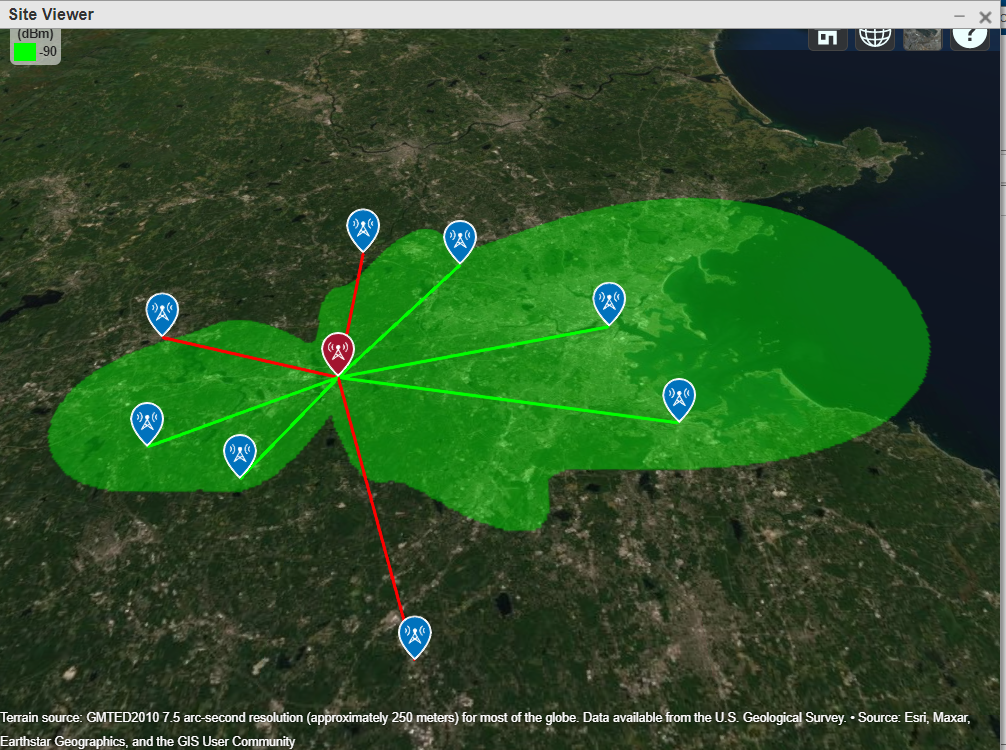 Site Viewer
(dBm)
-90
?
Terrain source: GMTED2010 7.5 arc-second resolution (approximately 250 meters) for most of the globe. Data available from the U.S. Geological Survey. • Source: Esri, Maxar,
Earthstar Geographics, and the GIS User Community